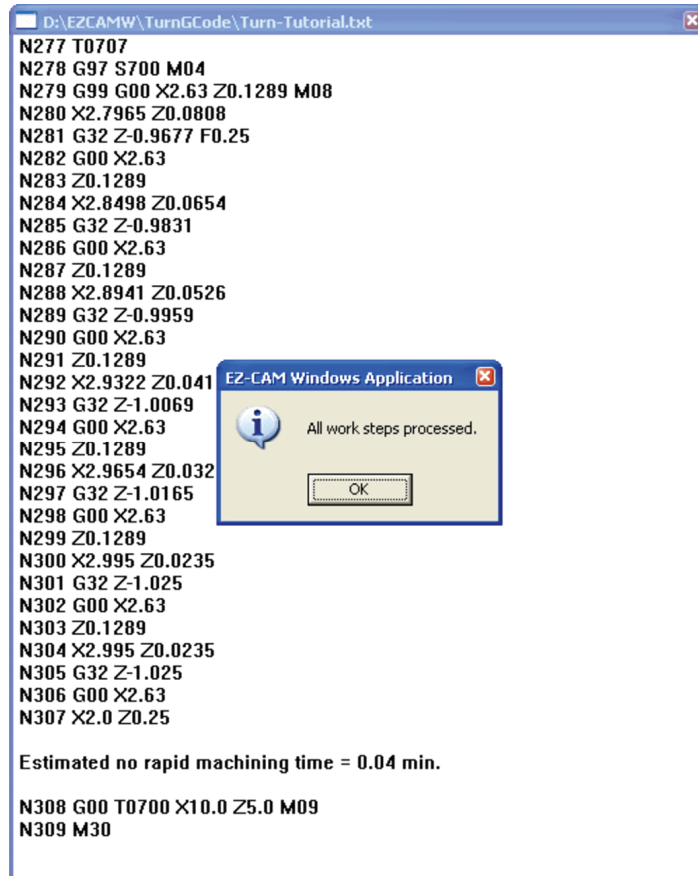 D:\EZCAMW\TurnGCode\Turn-Tutorial.txt
N277 T0707
N278 G97 S700 M04
N279 G99 G00 X2.63 Z0.1289 M08
N280 X2.7965 Z0.0808
N281 G32 Z-0.9677 F0.25
N282 G00 X2.63
N283 Z0.1289
N284 X2.8498 Z0.0654
N285 G32 Z-0.9831
N286 G00 X2.63
N287 Z0.1289
N288 X2.8941 Z0.0526
N289 G32 Z-0.9959
N290 G00 X2.63
N291 Z0.1289
N292 X2.9322 Z0.041
N293 G32 Z-1.0069
N294 G00 X2.63
N295 Z0.1289
N296 X2.9654 Z0.032
N297 G32 Z-1.0165
N298 G00 X2.63
N299 Z0.1289
N300 X2.995 Z0.0235
N301 G32 Z-1.025
N302 G00 X2.63
N303 Z0.1289
N304 X2.995 Z0.0235
N305 G32 Z-1.025
N306 G00 X2.63
N307 X2.0 Z0.25
Estimated no rapid machining time = 0.04 min.
N308 G00 T0700 X10.0 Z5.0 M09
N309 M30
EZ-CAM Windows Application
All work steps processed.
OK